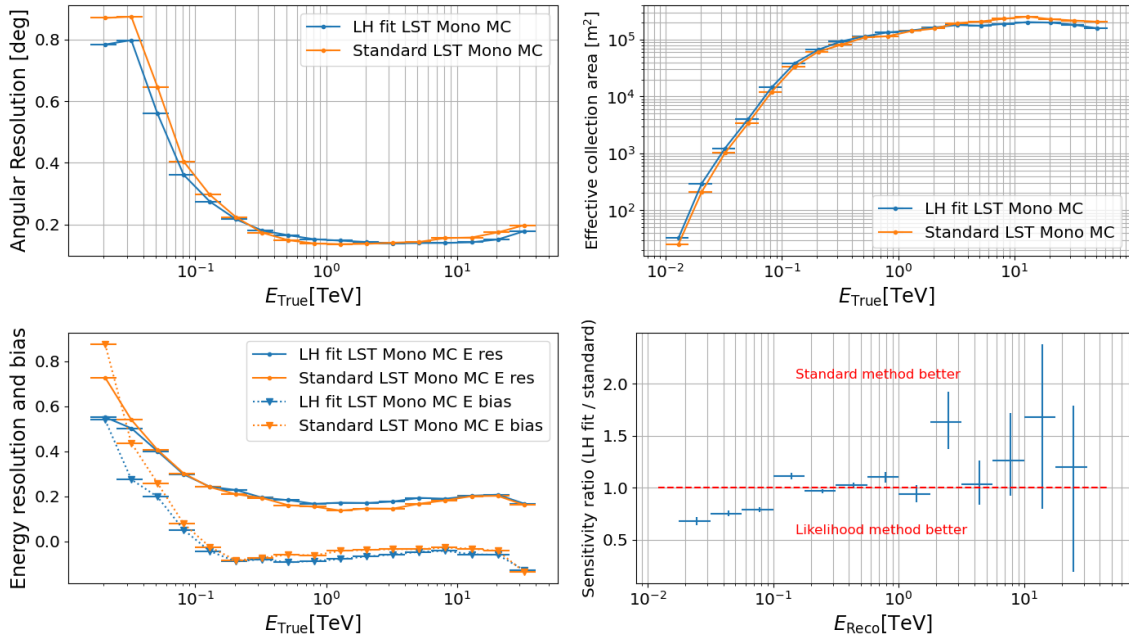 Angular Resolution [deg]
0.8
0.6
0.4
0.2
LH fit LST Mono MC
Standard LST Mono MC
10⁻¹ 10⁰ 10¹
E_True[TeV]
Effective collection area [m²]
10⁵
10⁴
10³
10²
LH fit LST Mono MC
Standard LST Mono MC
10⁻² 10⁻¹ 10⁰ 10¹
E_True[TeV]
Energy resolution and bias
0.8
0.6
0.4
0.2
0.0
LH fit LST Mono MC E res
Standard LST Mono MC E res
LH fit LST Mono MC E bias
Standard LST Mono MC E bias
10⁻¹ 10⁰ 10¹
E_True[TeV]
Sensitivity ratio (LH fit / standard)
2.0
1.5
1.0
0.5
Standard method better
Likelihood method better
10⁻² 10⁻¹ 10⁰ 10¹
E_Reco[TeV]